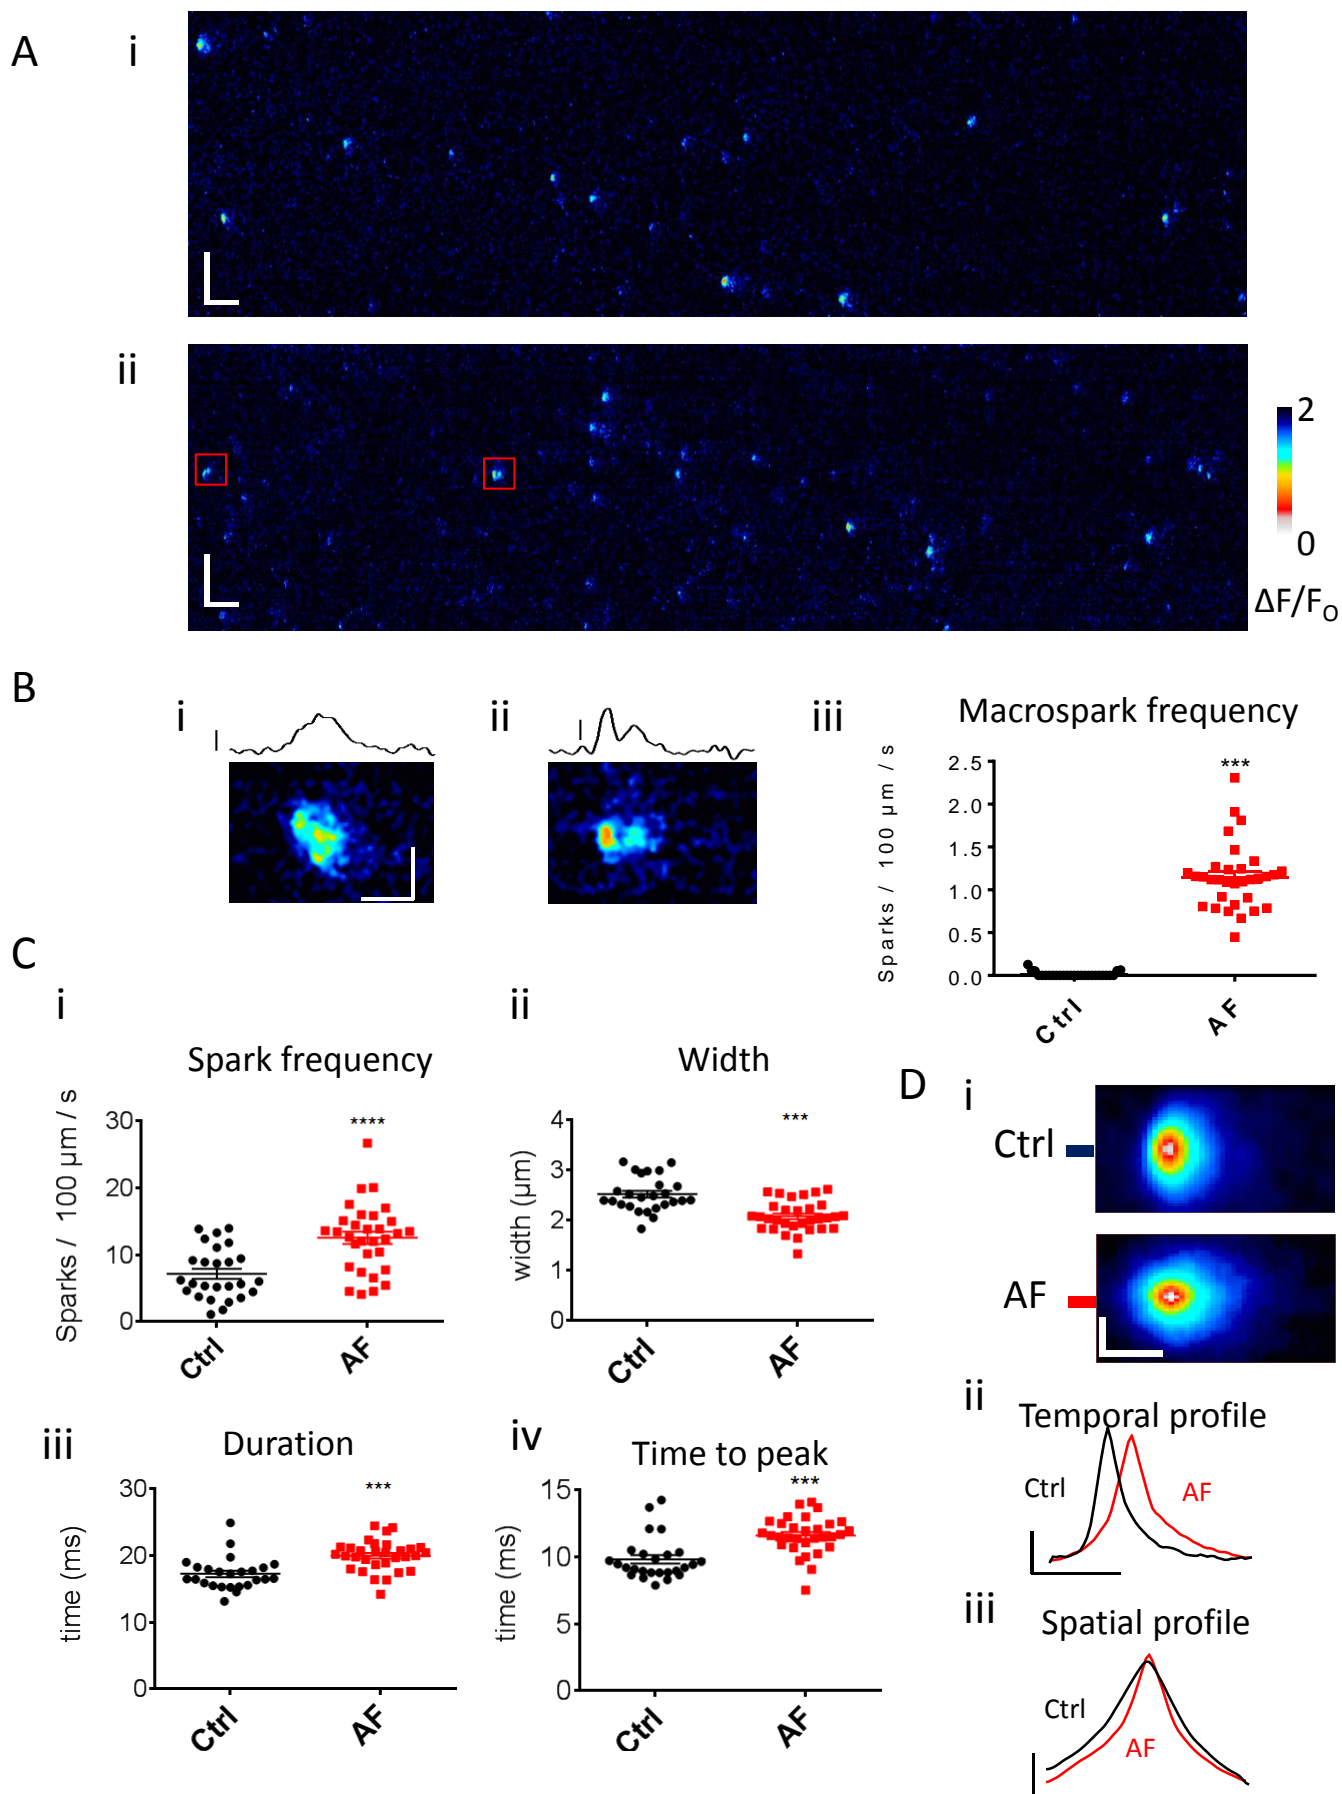 A
i
ii
2
0
ΔF/F₀
B
i
ii
iii
Macrospark frequency
Sparks / 100 µm / s
2.5
2.0
1.5
1.0
0.5
0.0
***
Ctrl
AF
C
i
Spark frequency
Sparks / 100 µm / s
30
20
10
0
****
Ctrl
AF
ii
Width
width (µm)
4
3
2
1
0
***
Ctrl
AF
iii
Duration
time (ms)
30
20
10
0
***
Ctrl
AF
iv
Time to peak
time (ms)
15
10
5
0
***
Ctrl
AF
D
i
Ctrl
AF
ii
Temporal profile
Ctrl
AF
iii
Spatial profile
Ctrl
AF